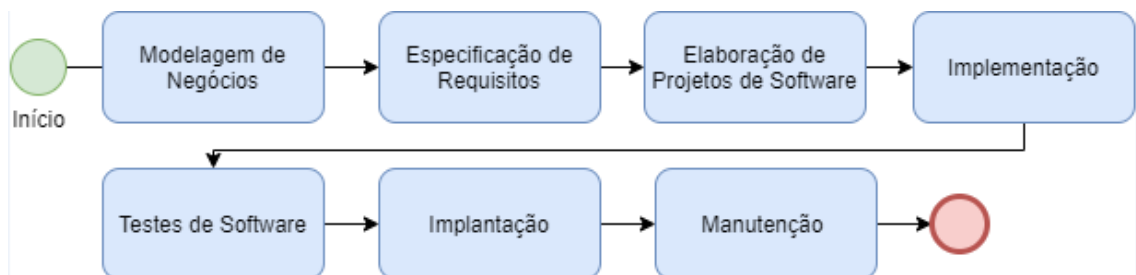 Início
Modelagem de
Negócios
Especificação de
Requisitos
Elaboração de
Projetos de Software
Implementação
Testes de Software
Implantação
Manutenção